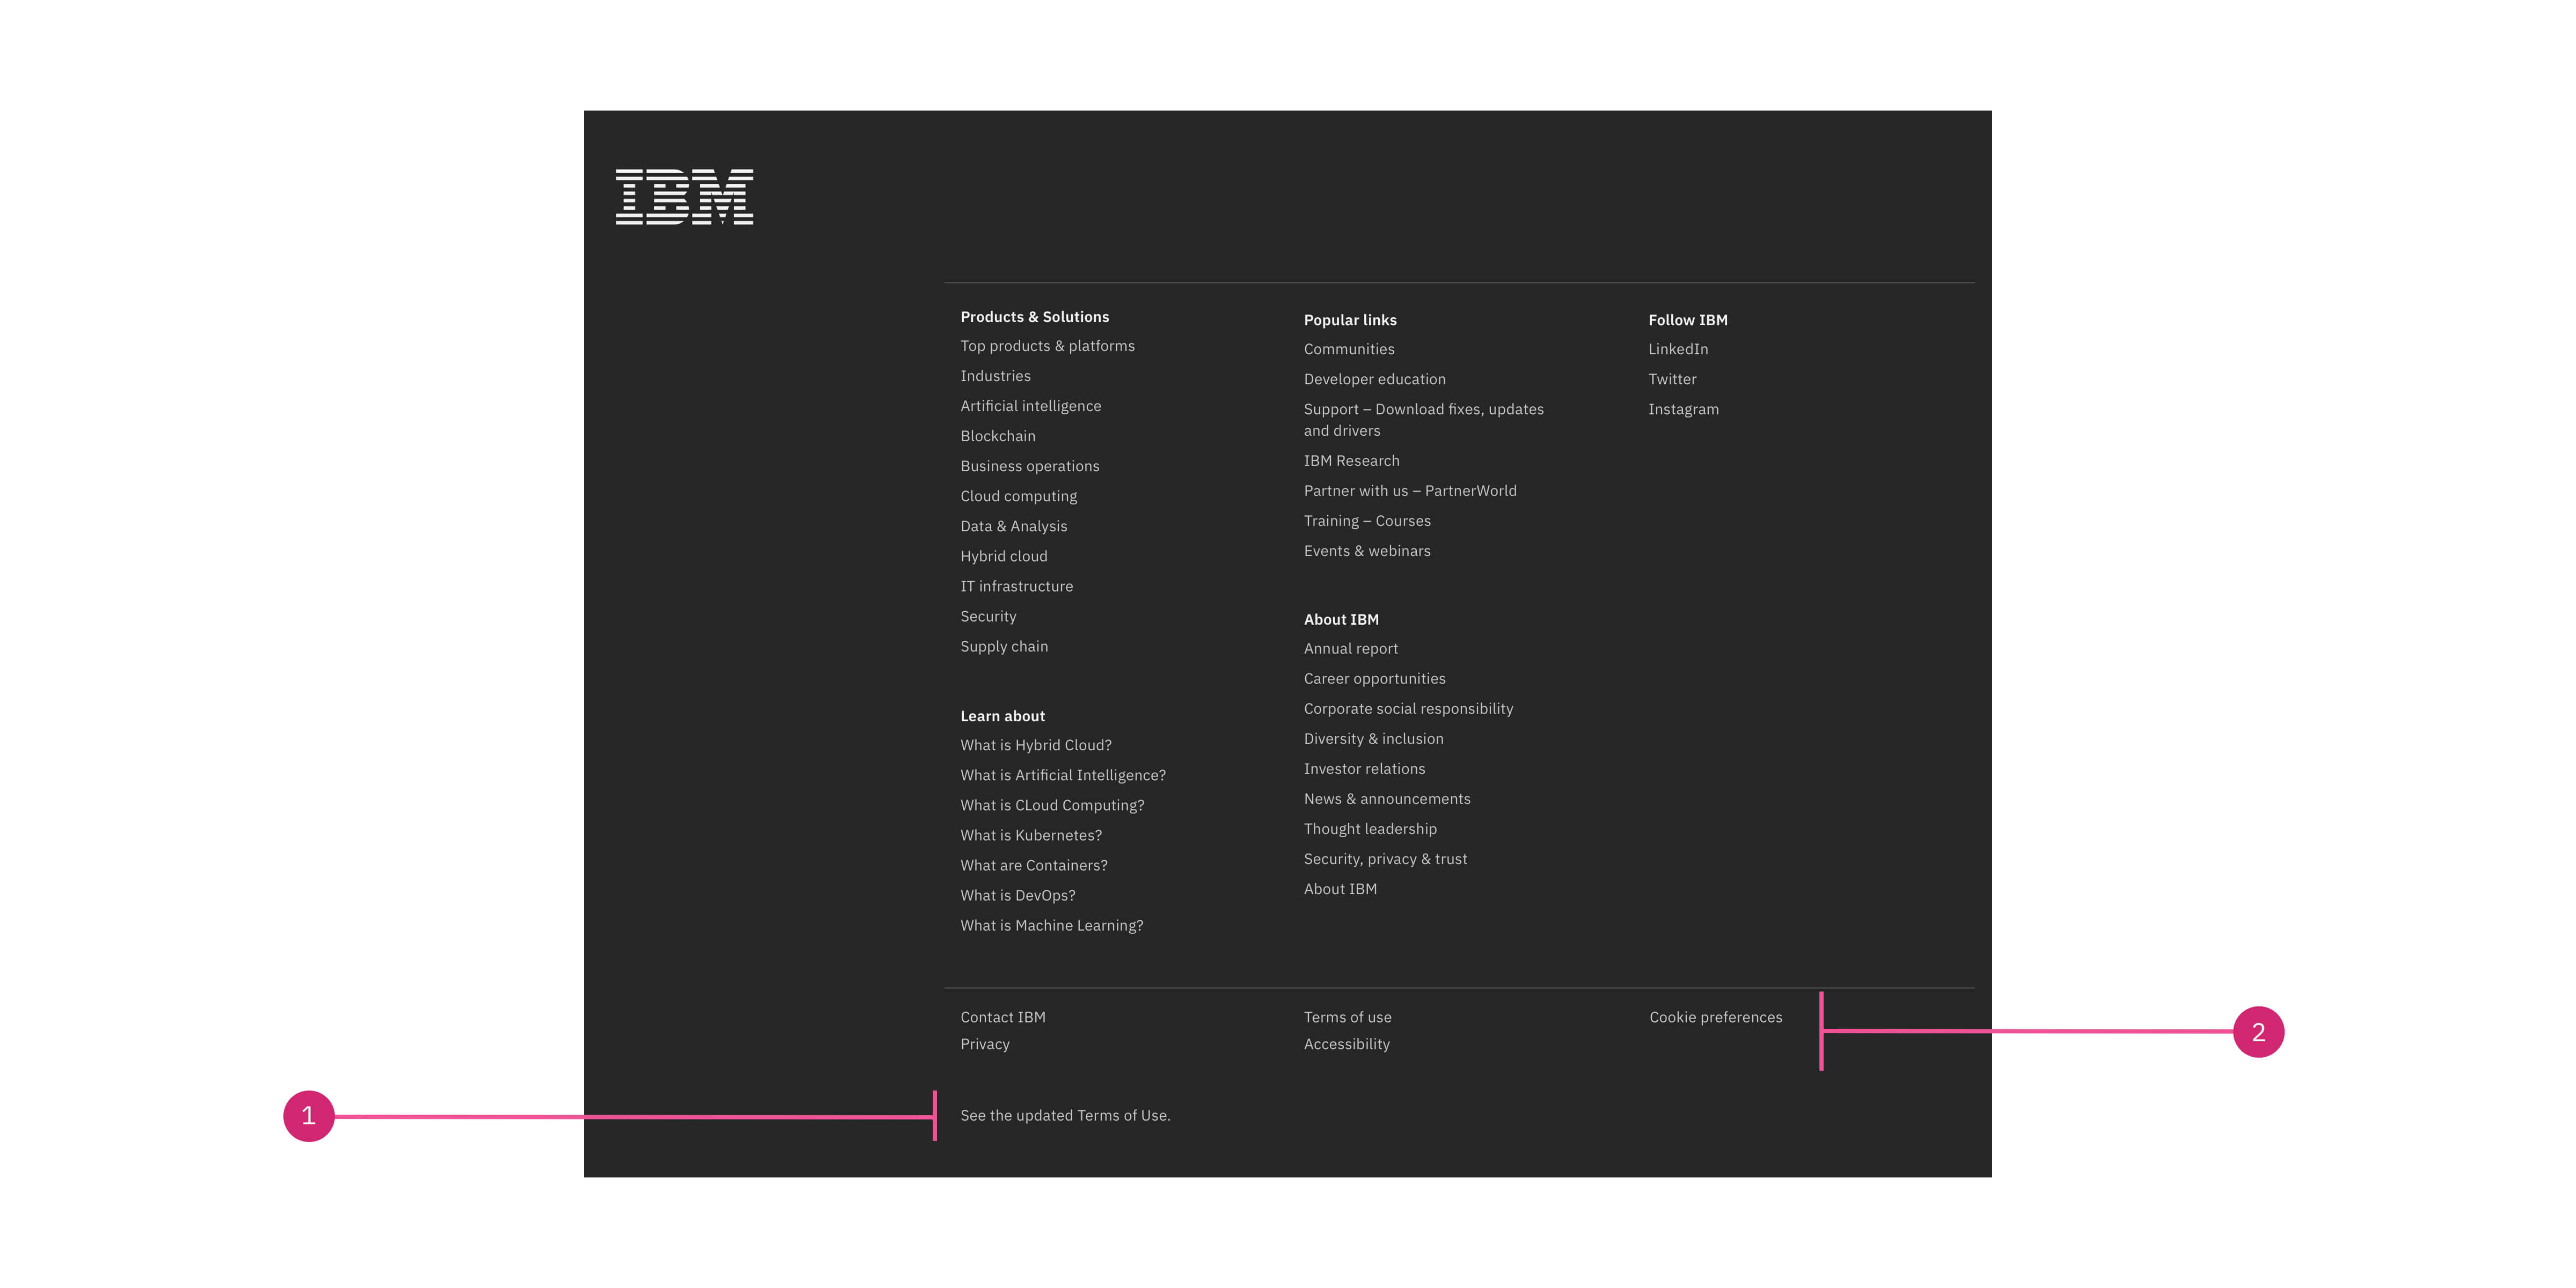 IBM
Products & Solutions
Top products & platforms
Industries
Artificial intelligence
Blockchain
Business operations
Cloud computing
Data & Analysis
Hybrid cloud
IT infrastructure
Security
Supply chain
Learn about
What is Hybrid Cloud?
What is Artificial Intelligence?
What is CLoud Computing?
What is Kubernetes?
What are Containers?
What is DevOps?
What is Machine Learning?
Popular links
Communities
Developer education
Support – Download fixes, updates
and drivers
IBM Research
Partner with us – PartnerWorld
Training – Courses
Events & webinars
About IBM
Annual report
Career opportunities
Corporate social responsibility
Diversity & inclusion
Investor relations
News & announcements
Thought leadership
Security, privacy & trust
About IBM
Follow IBM
LinkedIn
Twitter
Instagram
Contact IBM
Privacy
Terms of use
Accessibility
Cookie preferences
2
1
See the updated Terms of Use.